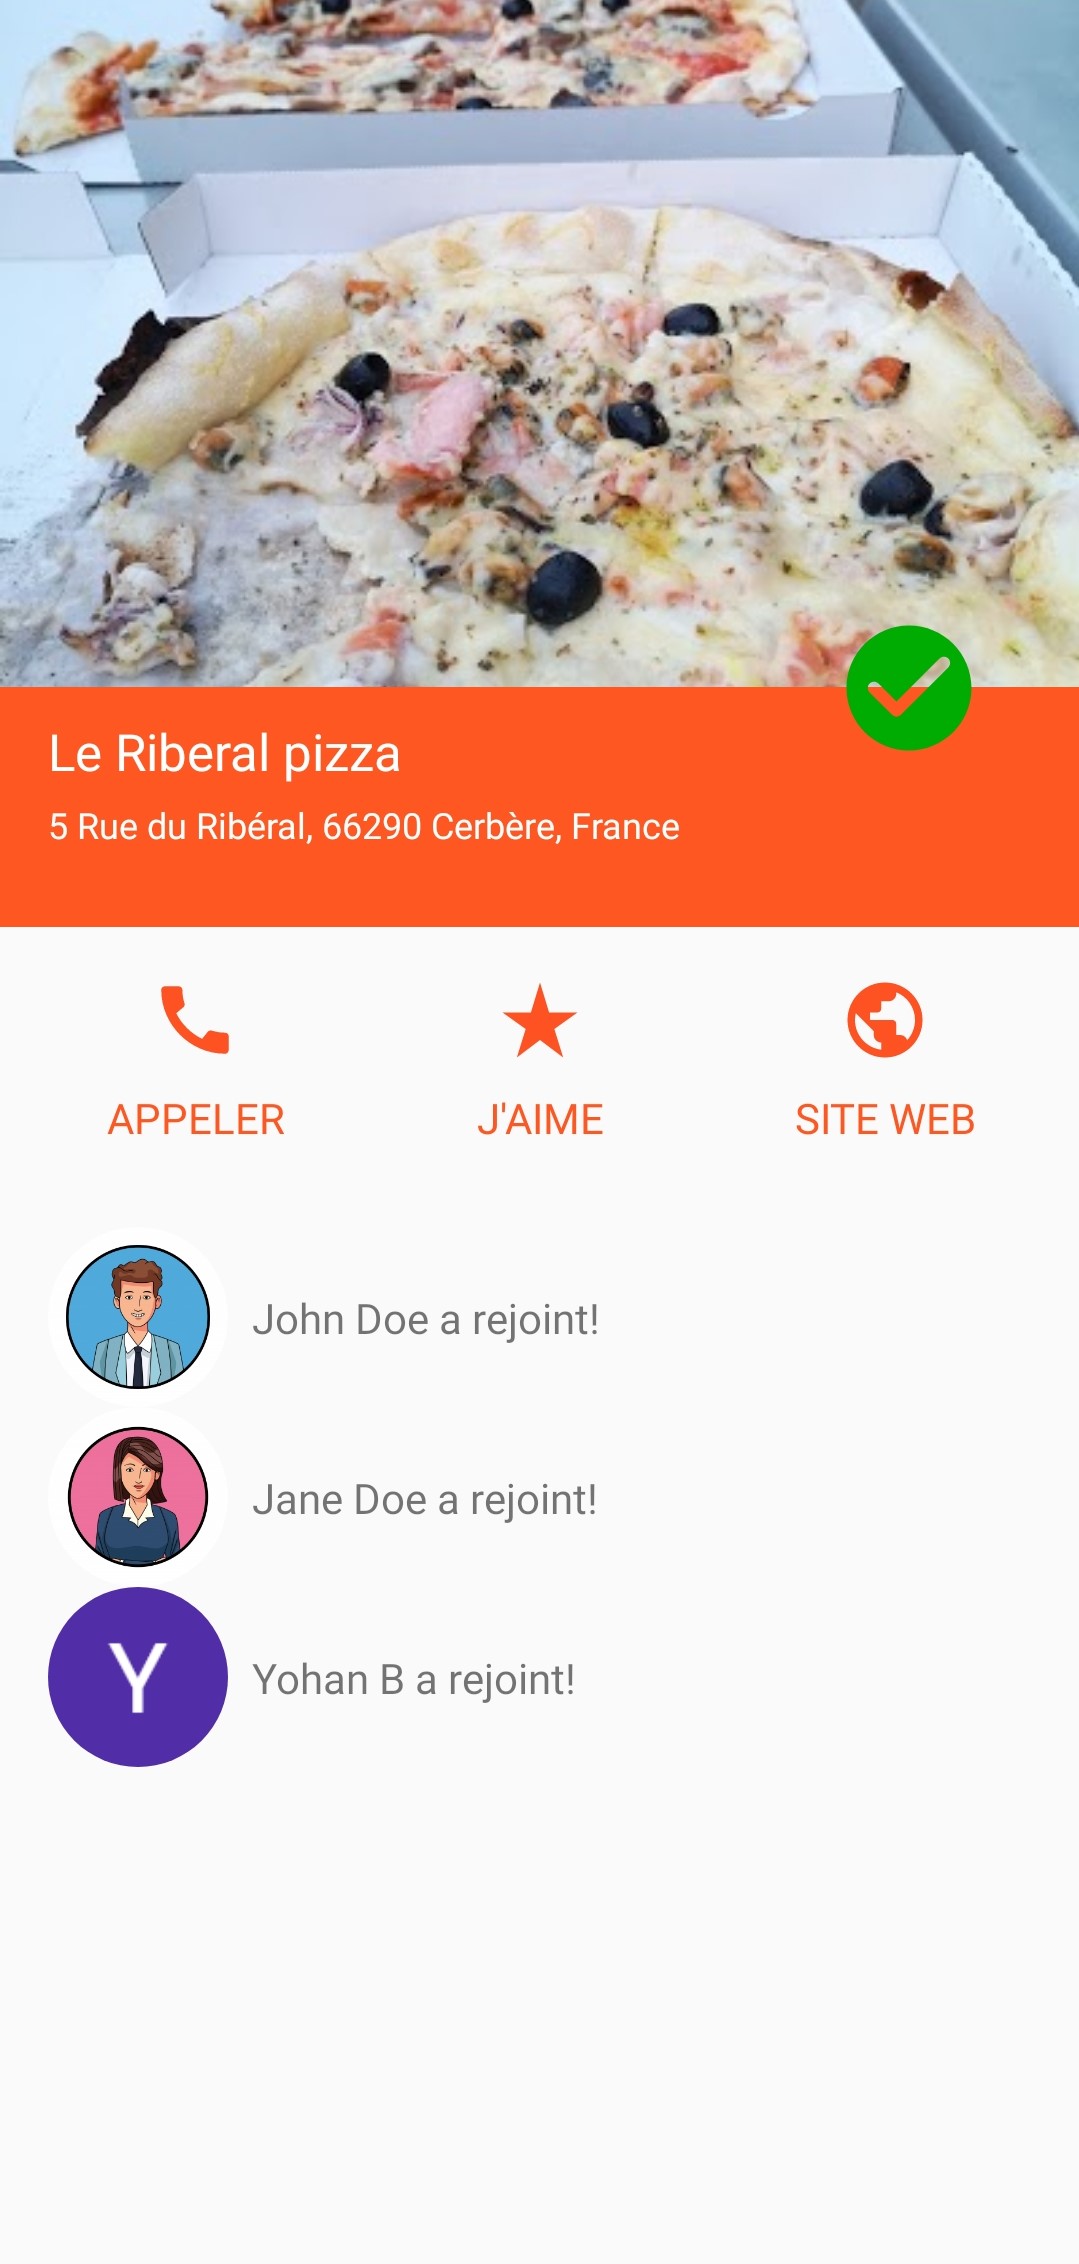 Le Riberal pizza
5 Rue du Ribéral, 66290 Cerbère, France
APPELER
J'AIME
SITE WEB
John Doe a rejoint!
Jane Doe a rejoint!
Y
Yohan B a rejoint!